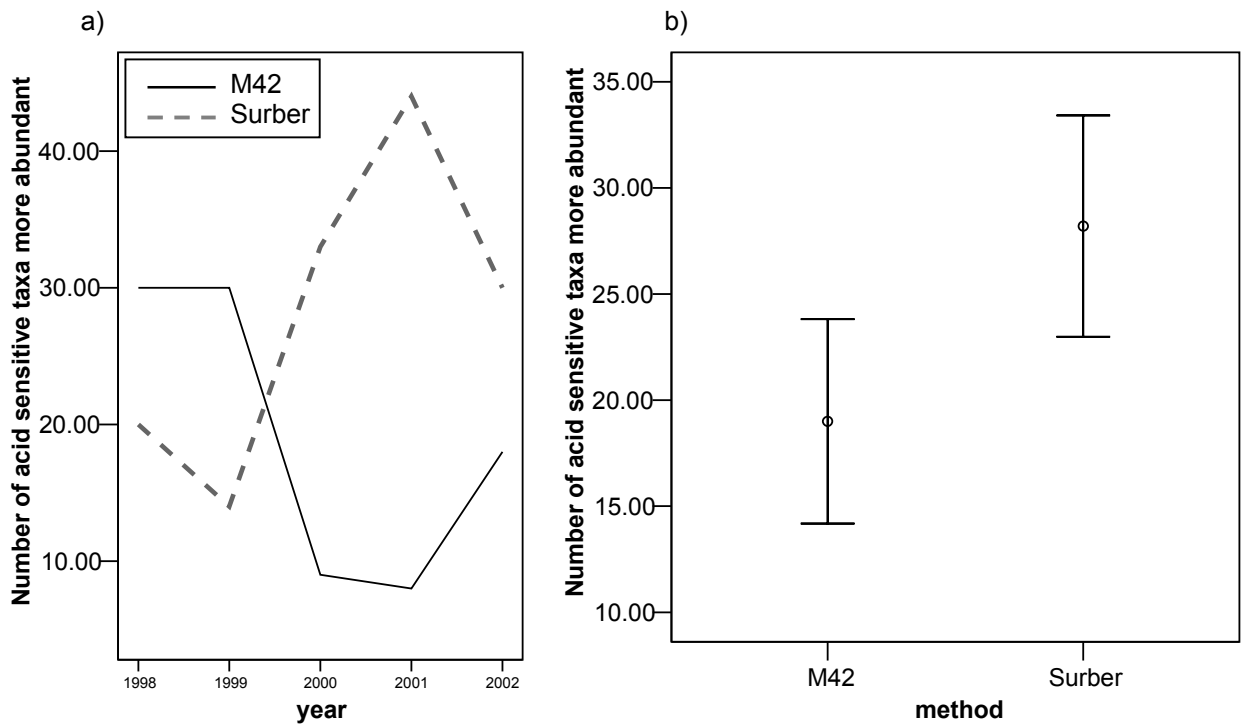 a)
Number of acid sensitive taxa more abundant
M42
Surber
40.00
30.00
20.00
10.00
1998 1999 2000 2001 2002
year
b)
Number of acid sensitive taxa more abundant
35.00
30.00
25.00
20.00
15.00
10.00
M42 Surber
method